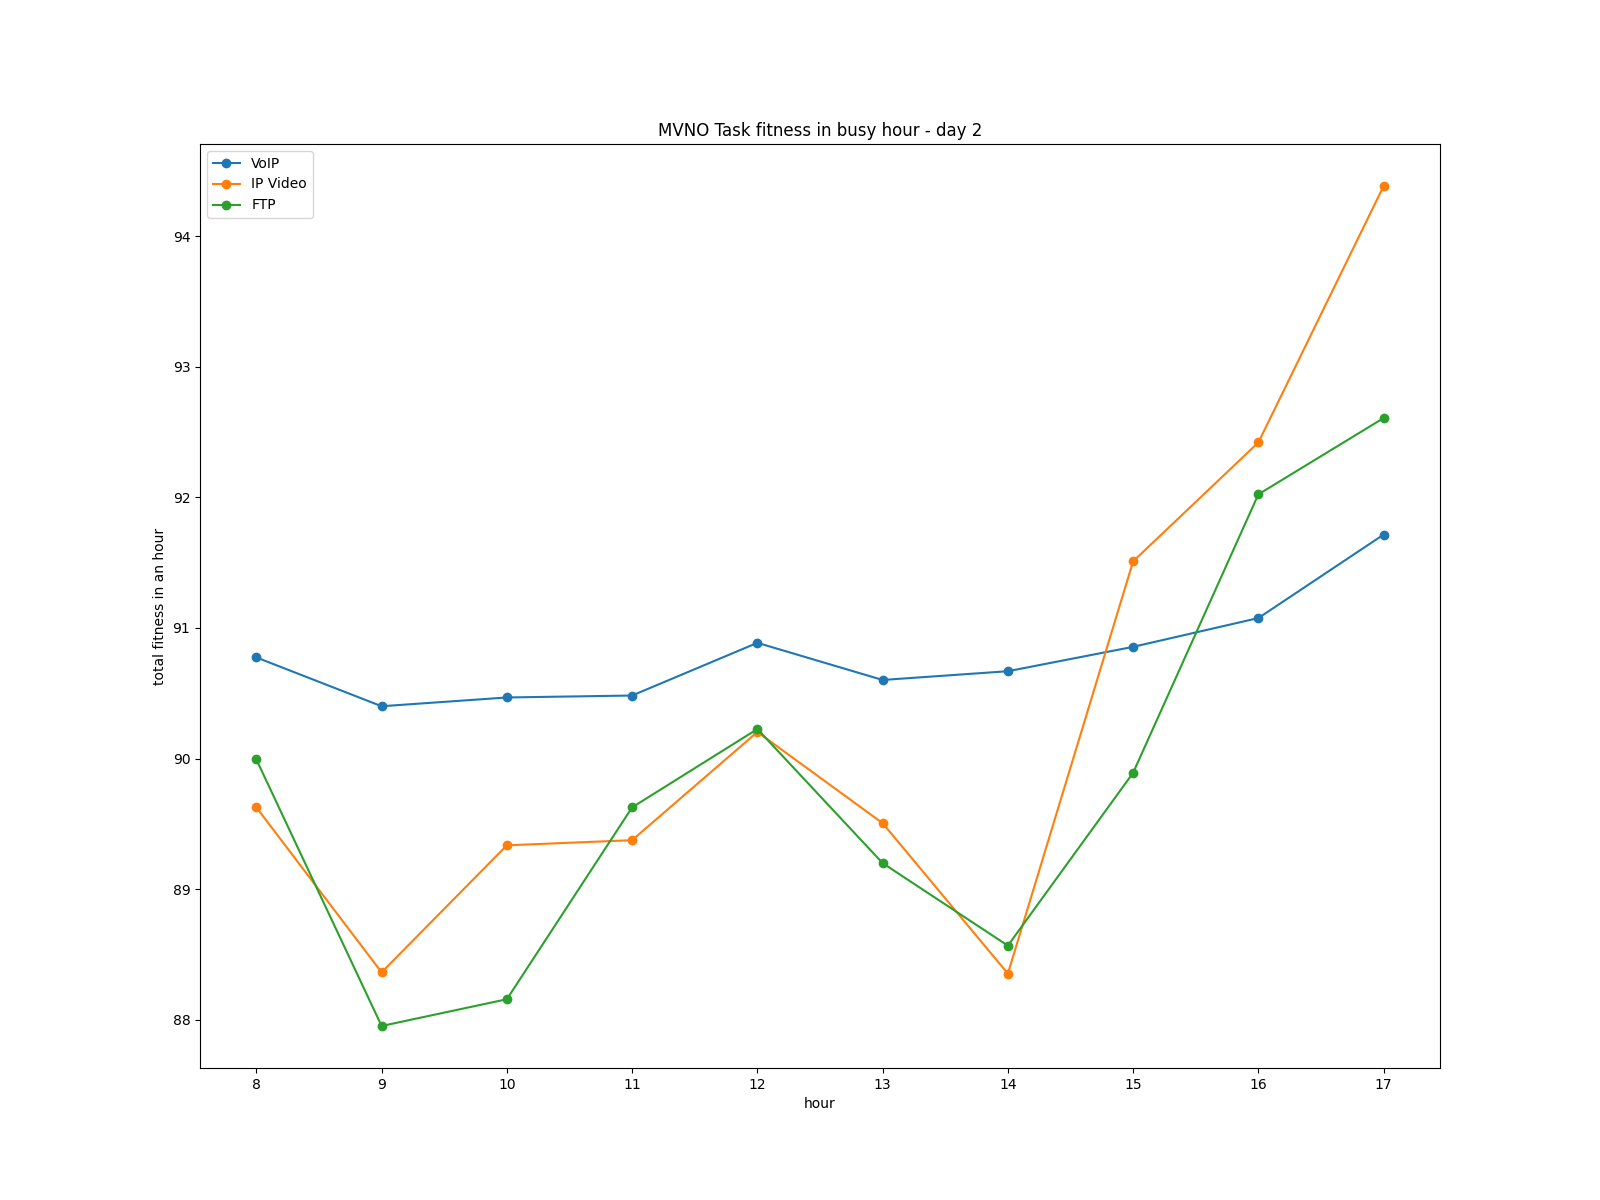 MVNO Task fitness in busy hour - day 2
VoIP
IP Video
FTP
94
93
92
91
90
89
88
total fitness in an hour
8 9 10 11 12 13 14 15 16 17
hour